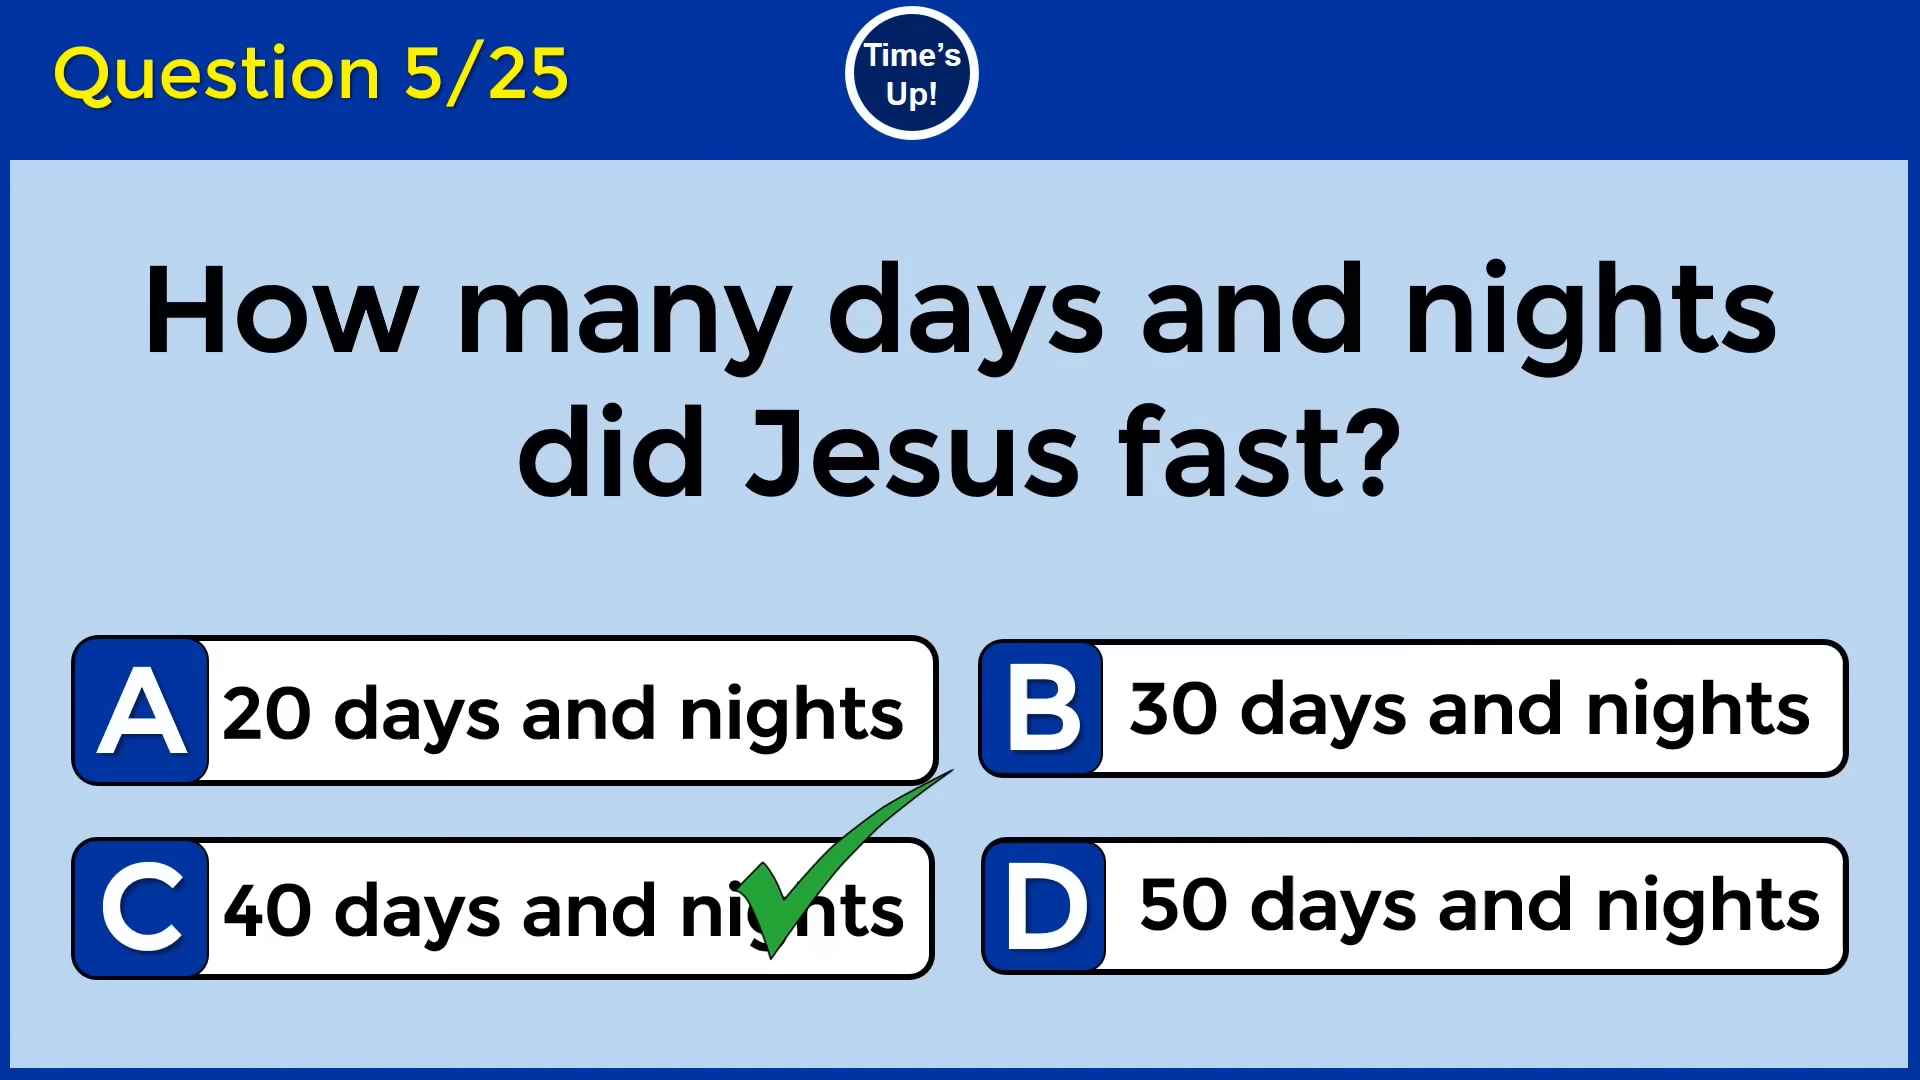 Question 5/25
Time's
Up!
How many days and nights
did Jesus fast?
A 20 days and nights
B 30 days and nights
C 40 days and nights
D 50 days and nights